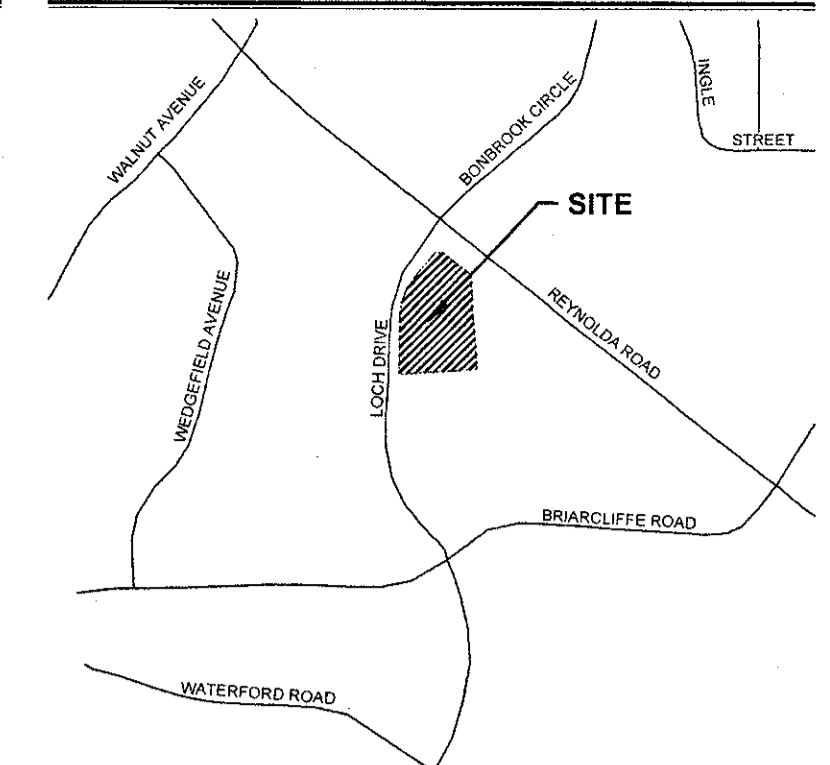 WALNUT AVENUE
BONBROOK CIRCLE
INGLE
STREET
SITE
WEDGEFIELD AVENUE
LOCH DRIVE
REYNOLDA ROAD
BRIARCLIFFE ROAD
WATERFORD ROAD